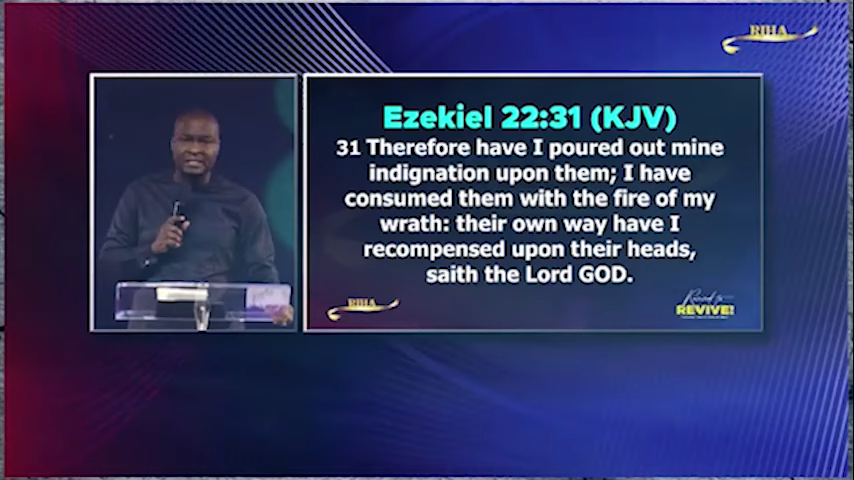 RIHA
Ezekiel 22:31 (KJV)
31 Therefore have I poured out mine
indignation upon them; I have
consumed them with the fire of my
wrath: their own way have I
recompensed upon their heads,
saith the Lord GOD.
RIHA
REVIVE!